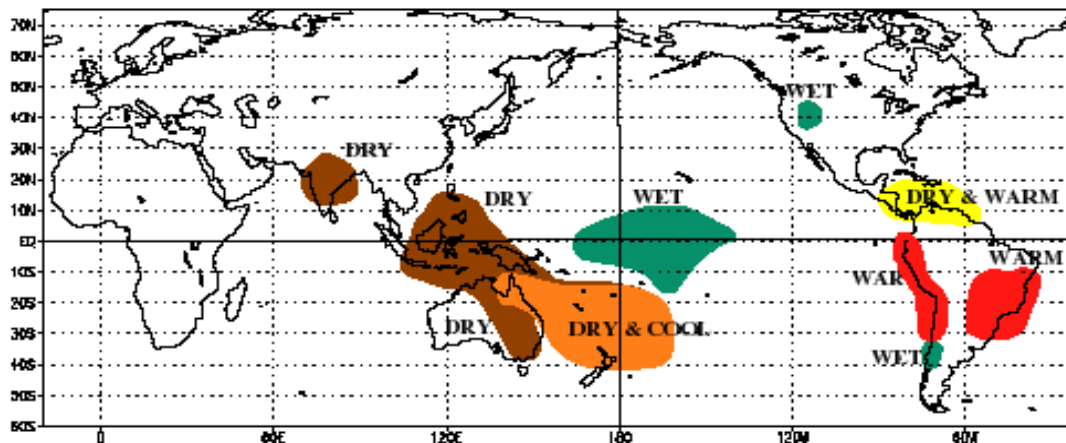 70N
60N
50N
40N
30N
20N
10N
EQ
10S
20S
30S
40S
50S
60S
WET
DRY
DRY
WET
DRY & WARM
WARM
WAR
DRY
DRY & COOL
WET
0
60E
120E
180
120W
60W